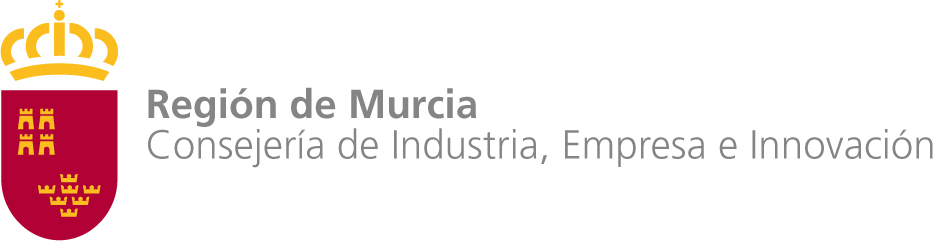 Región de Murcia
Consejería de Industria, Empresa e Innovación